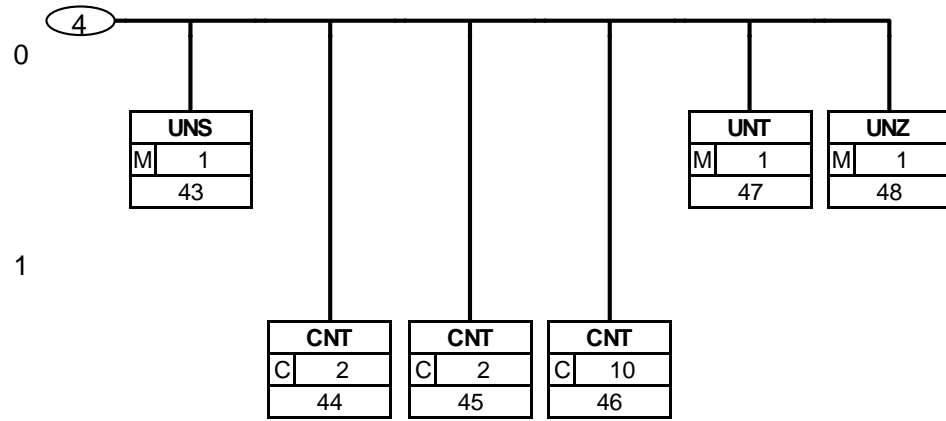 4
0
UNS UNT UNZ
M 1 M 1 M 1
43 47 48
1
CNT CNT CNT
C 2 C 2 C 10
44 45 46